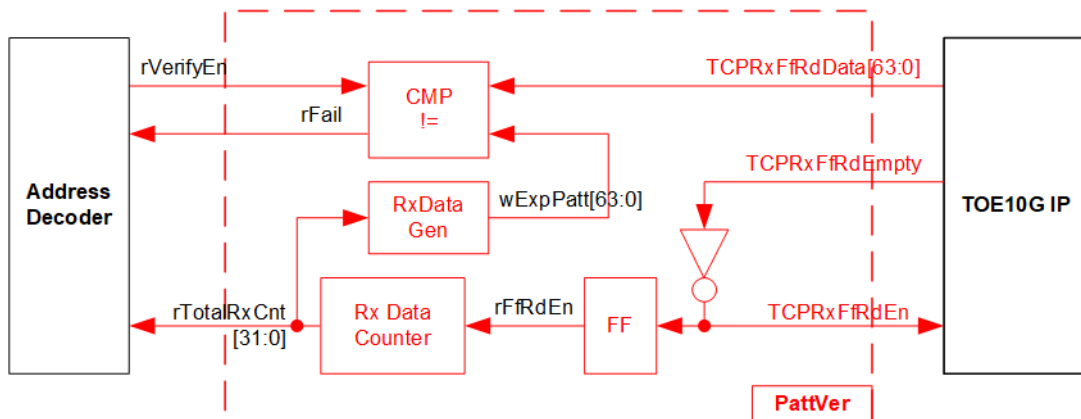 rVerifyEn
TCPRxFfRdData[63:0]
CMP
!=
rFail
TCPRxFfRdEmpty
Address
Decoder
RxData
Gen
wExpPatt[63:0]
TOE10G IP
rTotalRxCnt
[31:0]
Rx Data
Counter
rFfRdEn
FF
TCPRxFfRdEn
PattVer